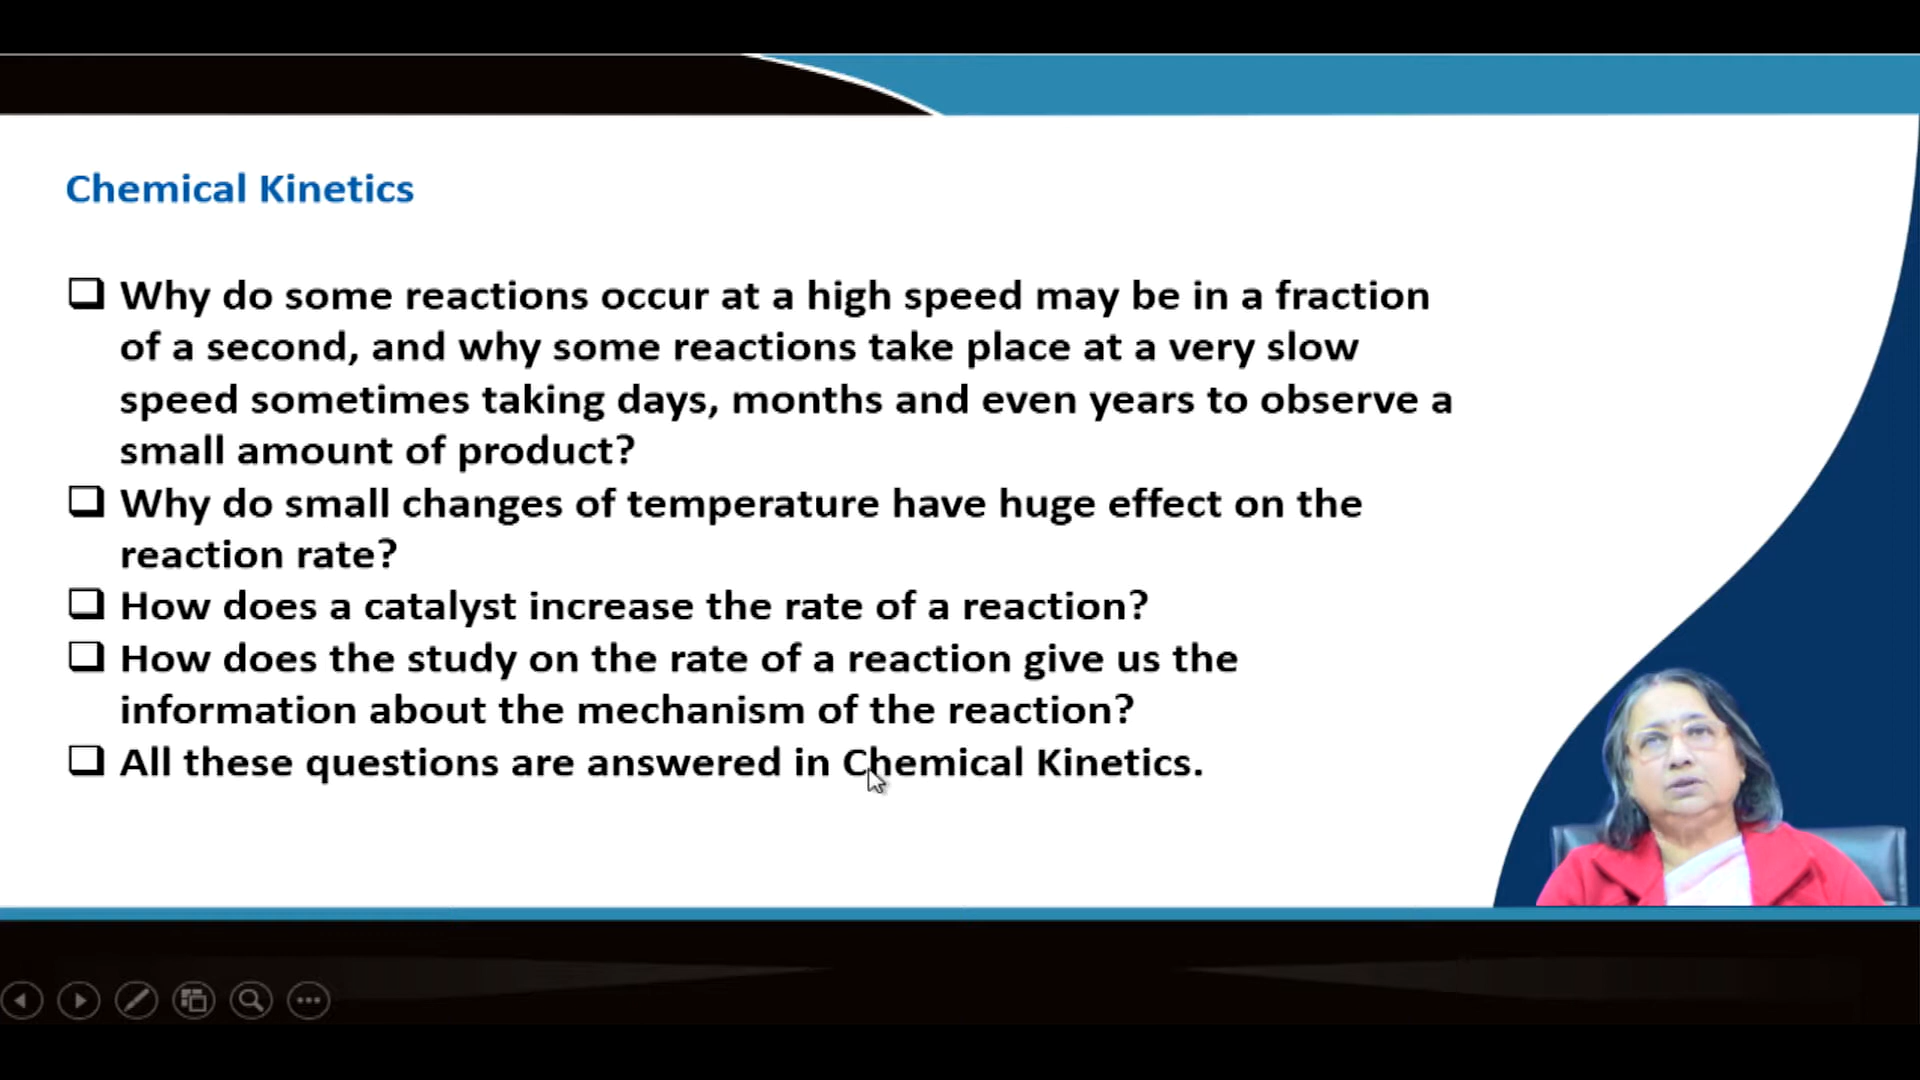 Chemical Kinetics
Why do some reactions occur at a high speed may be in a fraction
of a second, and why some reactions take place at a very slow
speed sometimes taking days, months and even years to observe a
small amount of product?
Why do small changes of temperature have huge effect on the
reaction rate?
How does a catalyst increase the rate of a reaction?
How does the study on the rate of a reaction give us the
information about the mechanism of the reaction?
All these questions are answered in Chemical Kinetics.